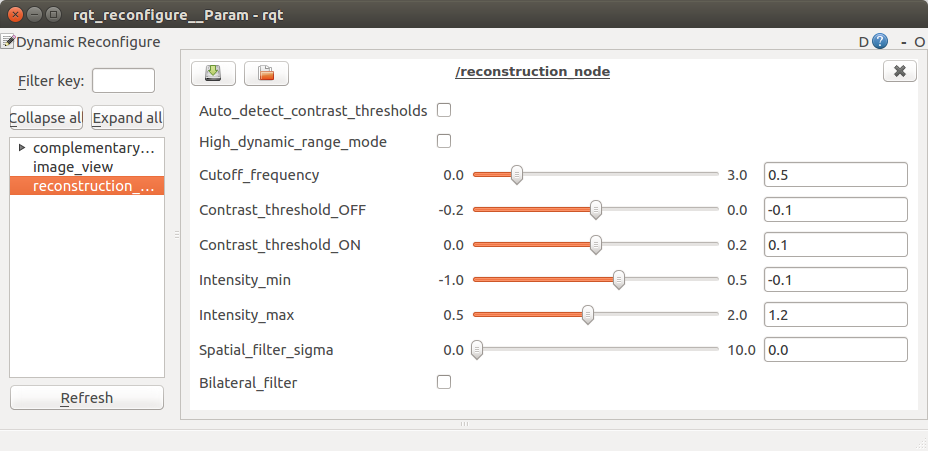 rqt_reconfigure__Param - rqt
Dynamic Reconfigure D ? - O
Filter key:
Collapse all Expand all
complementary...
image_view
reconstruction_...
Refresh
/reconstruction_node
Auto_detect_contrast_thresholds
High_dynamic_range_mode
Cutoff_frequency 0.0 3.0 0.5
Contrast_threshold_OFF -0.2 0.0 -0.1
Contrast_threshold_ON 0.0 0.2 0.1
Intensity_min -1.0 0.5 -0.1
Intensity_max 0.5 2.0 1.2
Spatial_filter_sigma 0.0 10.0 0.0
Bilateral_filter